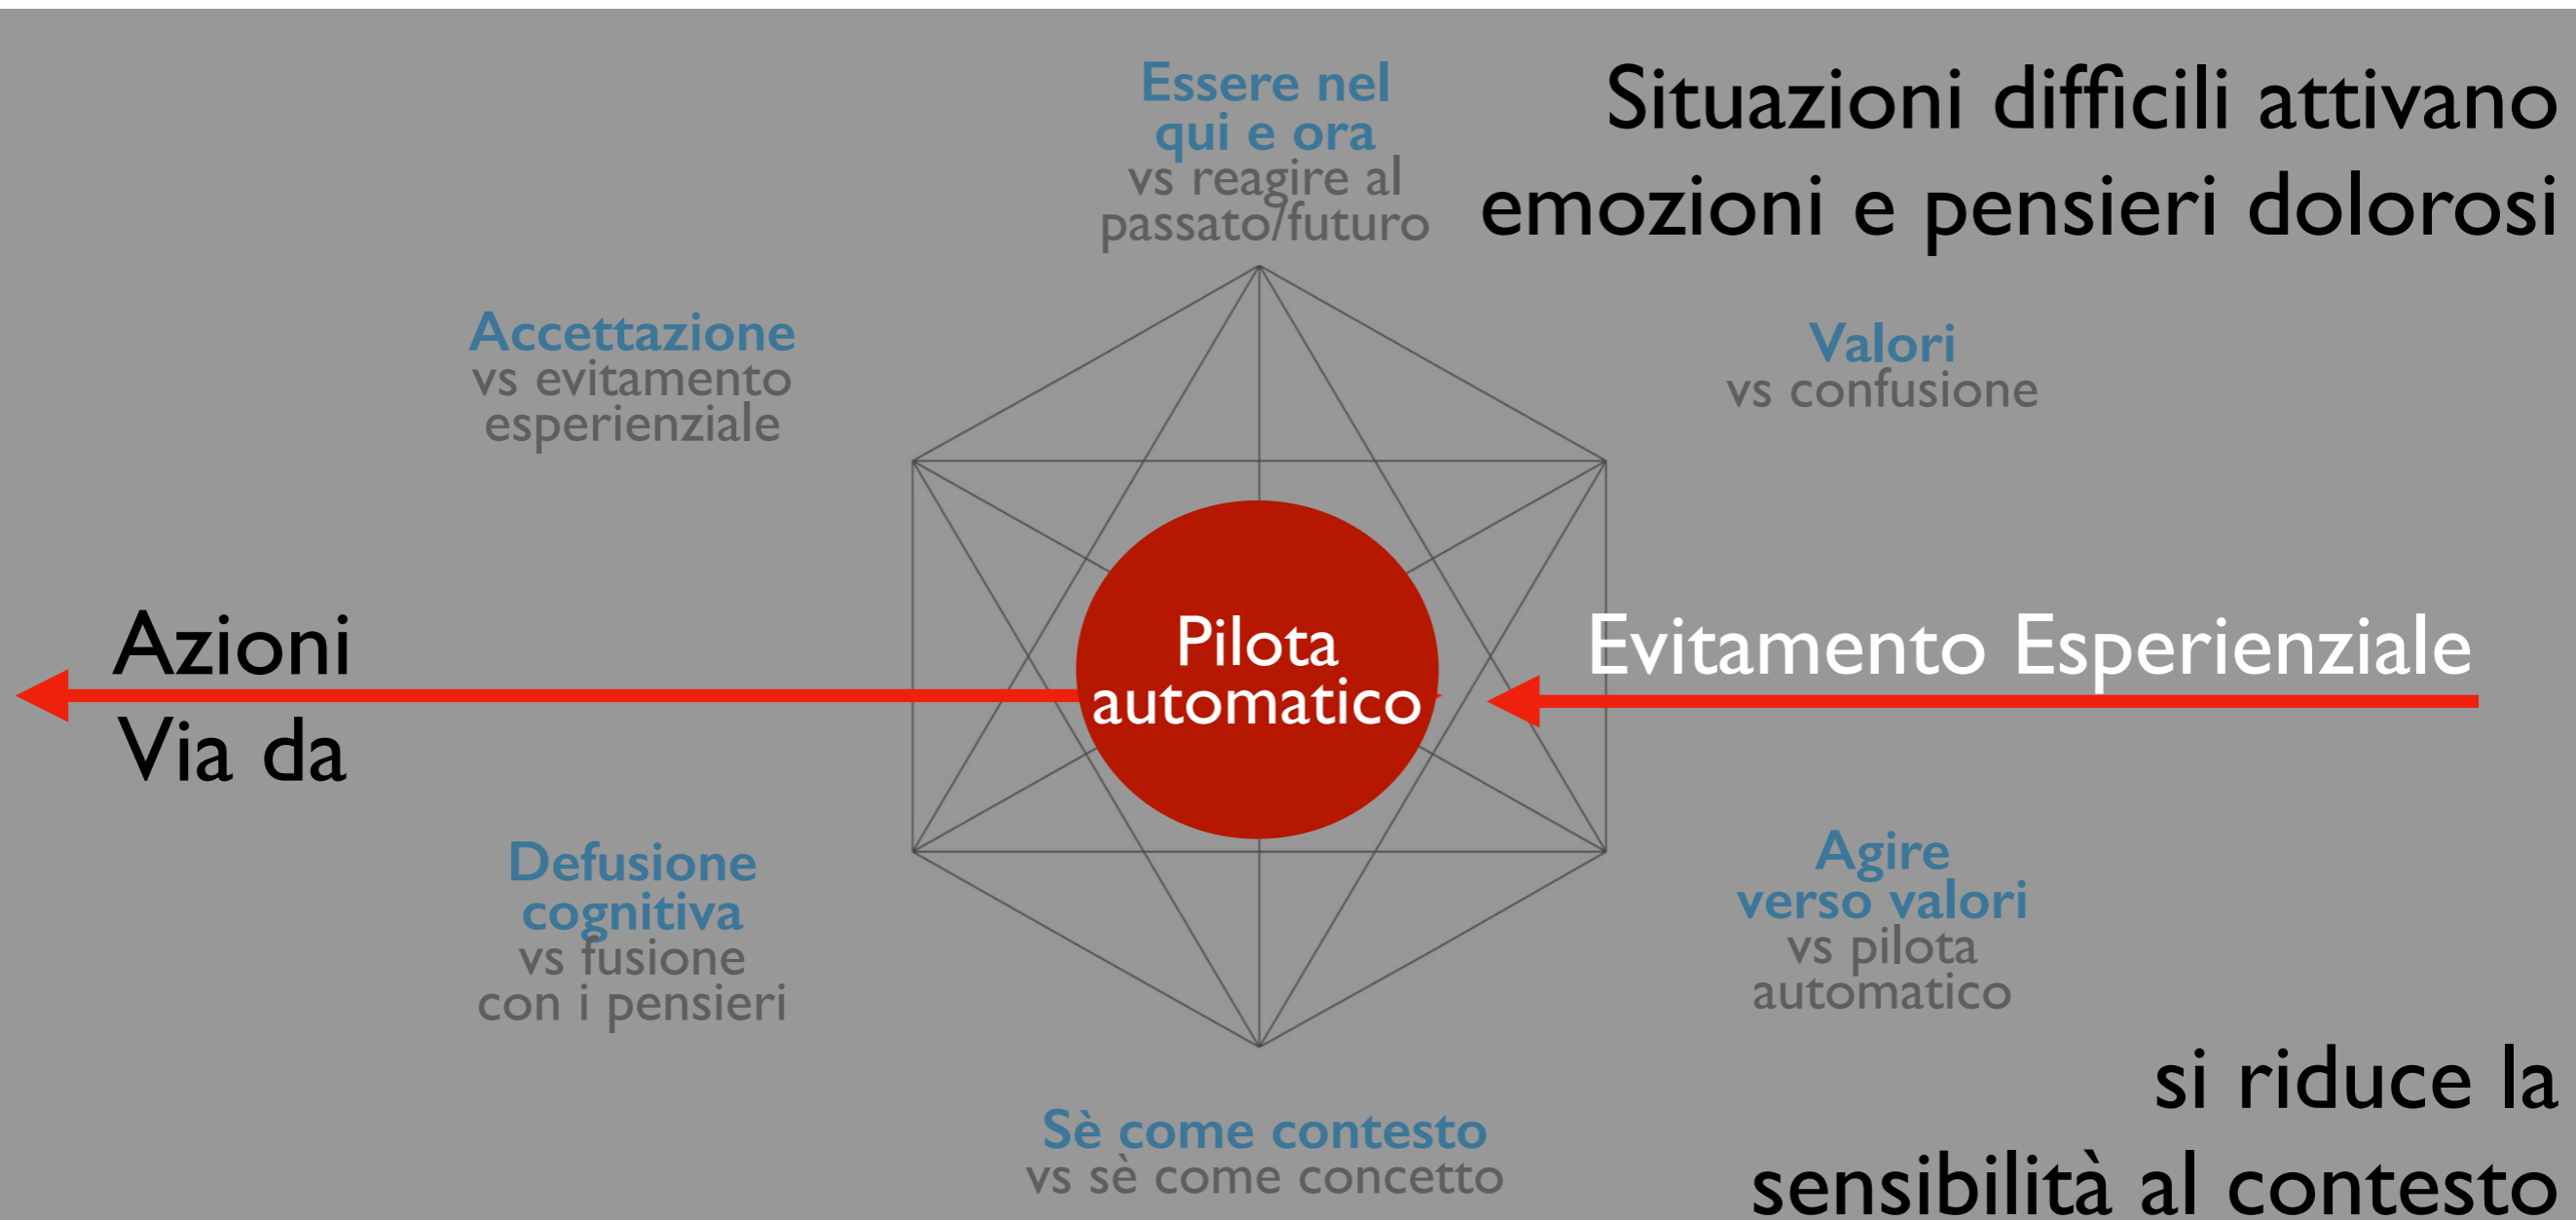 Essere nel
qui e ora
vs reagire al
passato/futuro
Situazioni difficili attivano
emozioni e pensieri dolorosi
Accettazione
vs evitamento
esperienziale
Valori
vs confusione
Azioni
Via da
Pilota
automatico
Evitamento Esperienziale
Defusione
cognitiva
vs fusione
con i pensieri
Agire
verso valori
vs pilota
automatico
Sè come contesto
vs sè come concetto
si riduce la
sensibilità al contesto